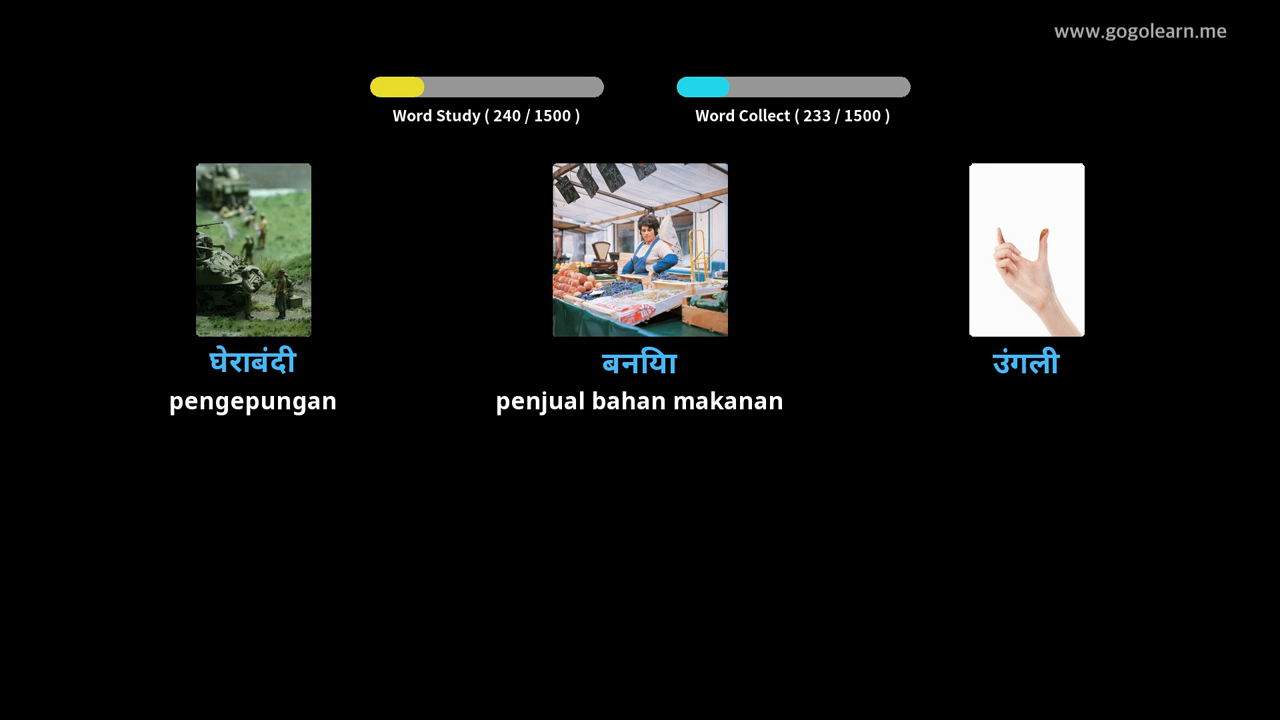 www.gogolearn.me
Word Study ( 240 / 1500 )
Word Collect ( 233 / 1500 )
घेराबंदी
बनिया
उंगली
pengepungan
penjual bahan makanan